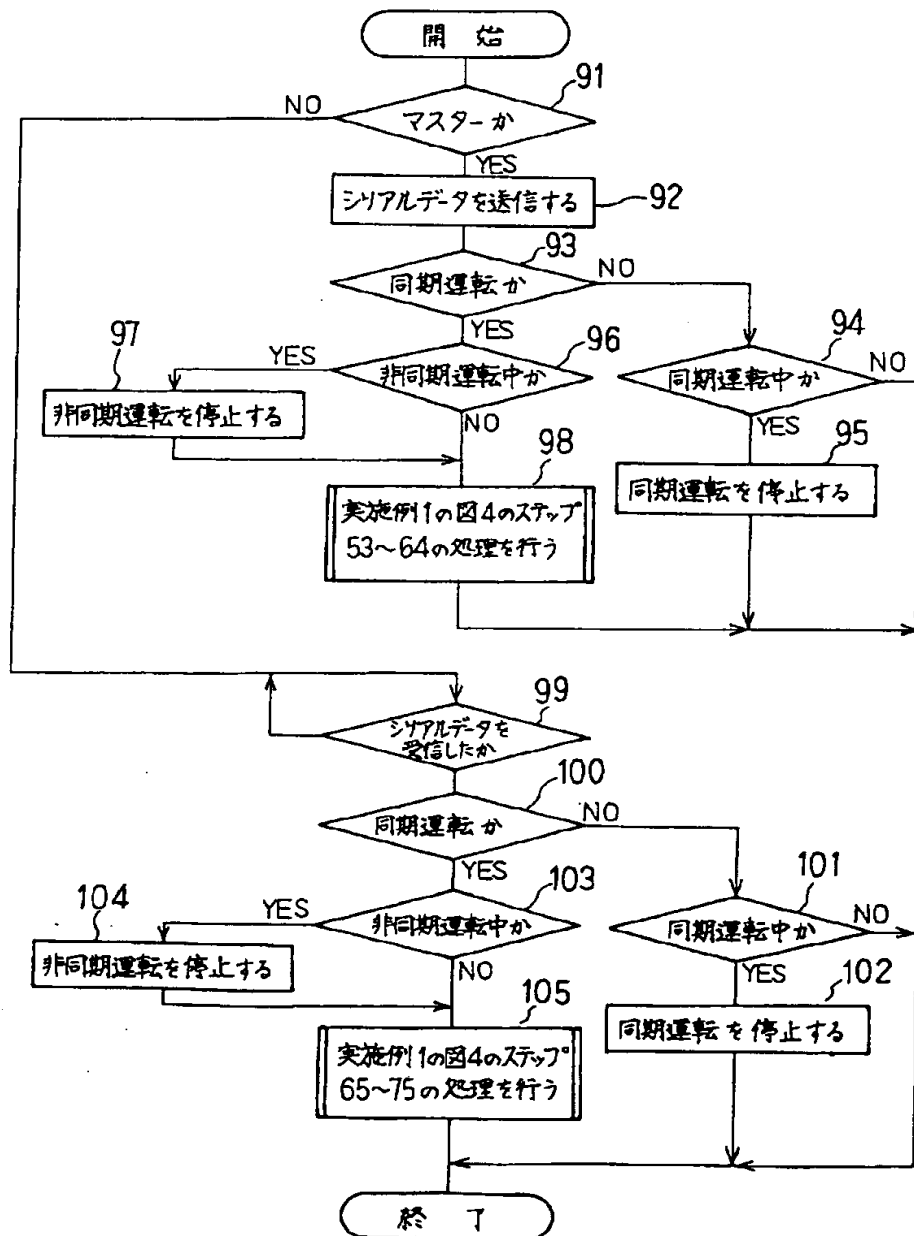 開始
91
NO
マスターか
YES
シリアルデータを送信する
92
93
同期運転か
NO
YES
97
YES
96
非同期運転中か
94
同期運転中か
NO
非同期運転を停止する
NO
YES
98
95
同期運転を停止する
実施例1の図4のステップ
53~64の処理を行う
99
シリアルデータを
受信したか
100
同期運転か
NO
YES
104
YES
103
非同期運転中か
101
同期運転中か
NO
非同期運転を停止する
NO
YES
105
102
同期運転を停止する
実施例1の図4のステップ
65~75の処理を行う
終了